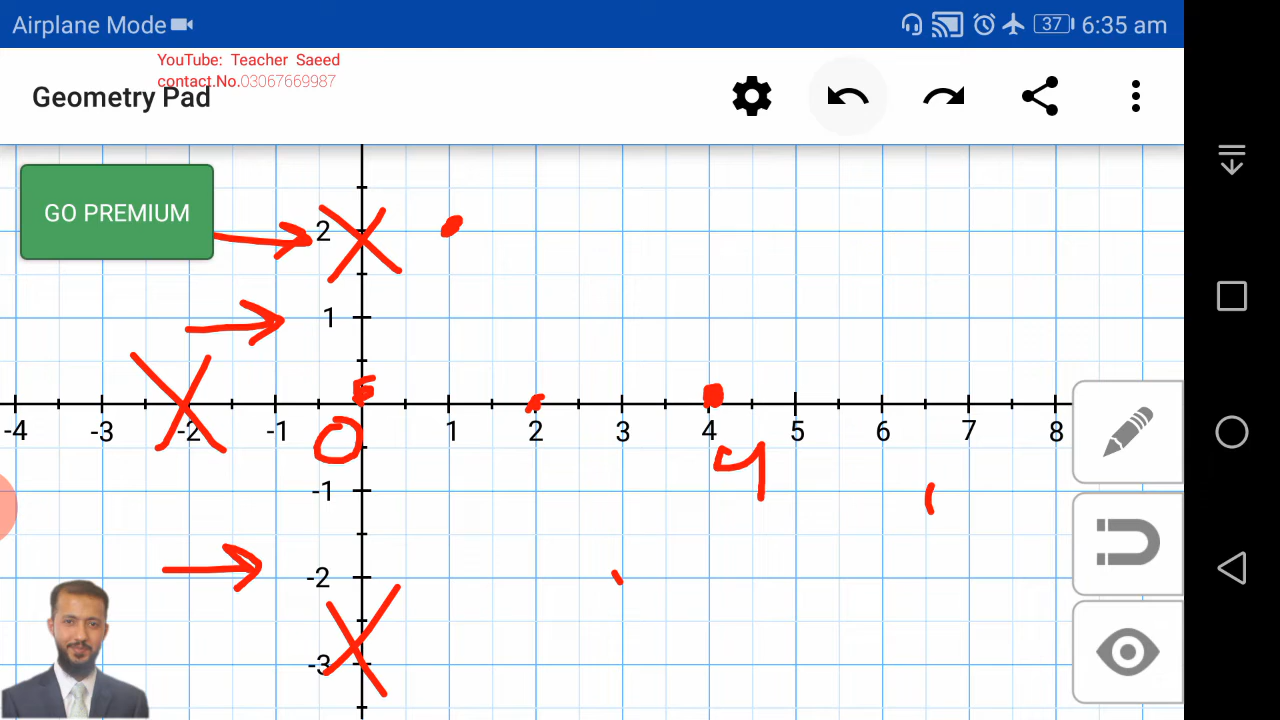 Airplane Mode 37 6:35 am
YouTube: Teacher Saeed
contact.No.03067669987
Geometry Pad
GO PREMIUM
2
1
-4 -3 -2 -1 1 2 3 4 5 6 7 8
0 4
-1
-2
-3